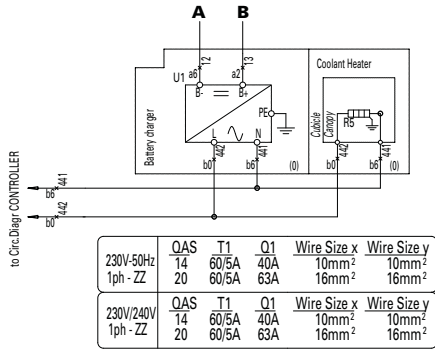 A B
12 13
a6 a2
U1 B- B+
PE
L N
442 441
b0 b6
(0)
Battery charger
Coolant Heater
Cubicle
Canopy
R5
442 441
b0 b6
(0)
b6 441
b0 442
to Circ.Diagr CONTROLLER
230V-50Hz
1ph - ZZ
QAS T1 Q1 Wire Size x Wire Size y
14 60/5A 40A 10mm² 10mm²
20 60/5A 63A 16mm² 16mm²
230V/240V
1ph - ZZ
QAS T1 Q1 Wire Size x Wire Size y
14 60/5A 40A 10mm² 10mm²
20 60/5A 63A 16mm² 16mm²